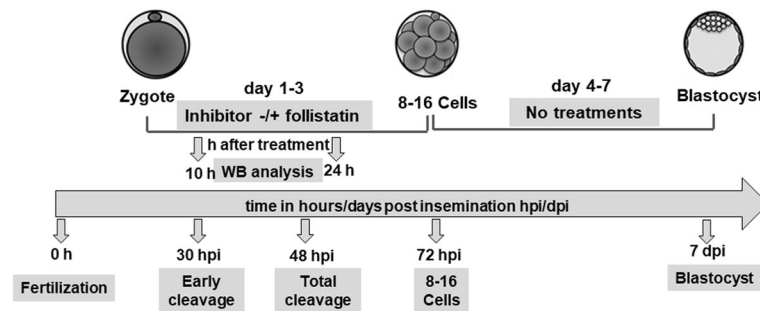 Zygote
day 1-3
8-16 Cells
day 4-7
Blastocyst
Inhibitor -/+ follistatin
No treatments
h after treatment
10 h
WB analysis
24 h
time in hours/days post insemination hpi/dpi
0 h
30 hpi
48 hpi
72 hpi
7 dpi
Fertilization
Early
cleavage
Total
cleavage
8-16
Cells
Blastocyst